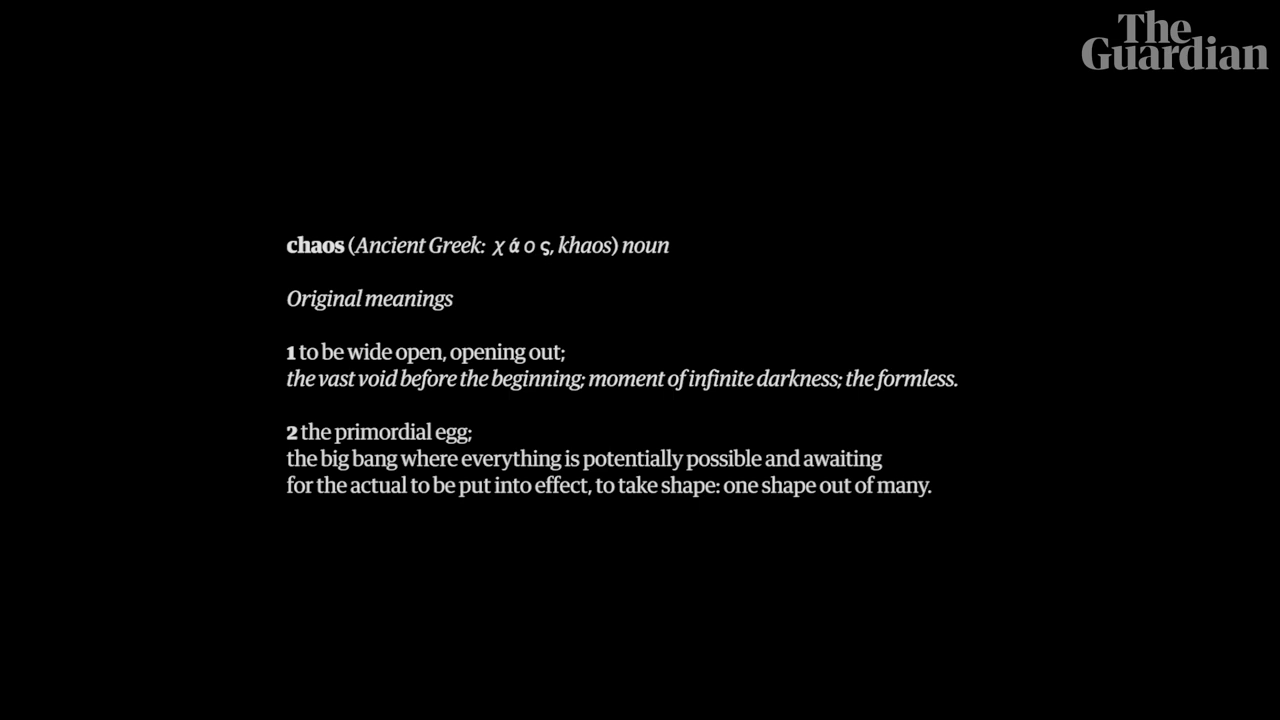 The
Guardian
chaos (Ancient Greek: χ ά ο ς, khaos) noun
Original meanings
1 to be wide open, opening out;
the vast void before the beginning; moment of infinite darkness; the formless.
2 the primordial egg;
the big bang where everything is potentially possible and awaiting
for the actual to be put into effect, to take shape: one shape out of many.